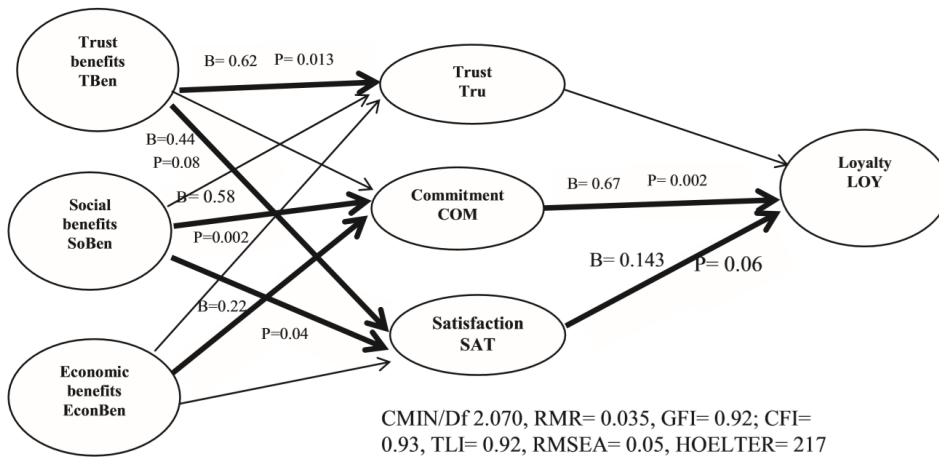 Trust
benefits
TBen
B= 0.62 P= 0.013
Trust
Tru
B=0.44
P=0.08
Social
benefits
SoBen
B= 0.58
P=0.002
Commitment
COM
B= 0.67 P= 0.002
Loyalty
LOY
B= 0.143 P= 0.06
B=0.22
P=0.04
Satisfaction
SAT
Economic
benefits
EconBen
CMIN/Df 2.070, RMR= 0.035, GFI= 0.92; CFI=
0.93, TLI= 0.92, RMSEA= 0.05, HOELTER= 217